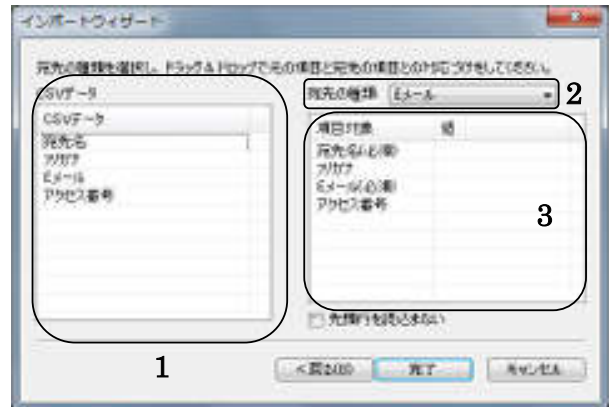 インポートウィザード
宛先の種類を選択し、ドラッグ＆ドロップで元の項目と宛先の項目との対応づけをしてください。
CSVデータ
宛先の種類 Eメール 2
CSVデータ
宛先名
フリガナ
Eメール
アクセス番号
項目対象 値
宛先名(必須)
フリガナ
Eメール(必須)
アクセス番号
3
先頭行を読込まない
1
<戻る(B) 完了 キャンセル